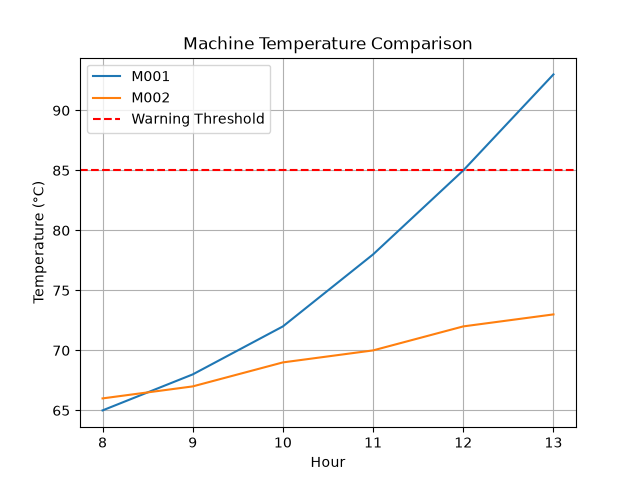 Machine Temperature Comparison
M001
M002
Warning Threshold
Temperature (°C)
90
85
80
75
70
65
8 9 10 11 12 13
Hour